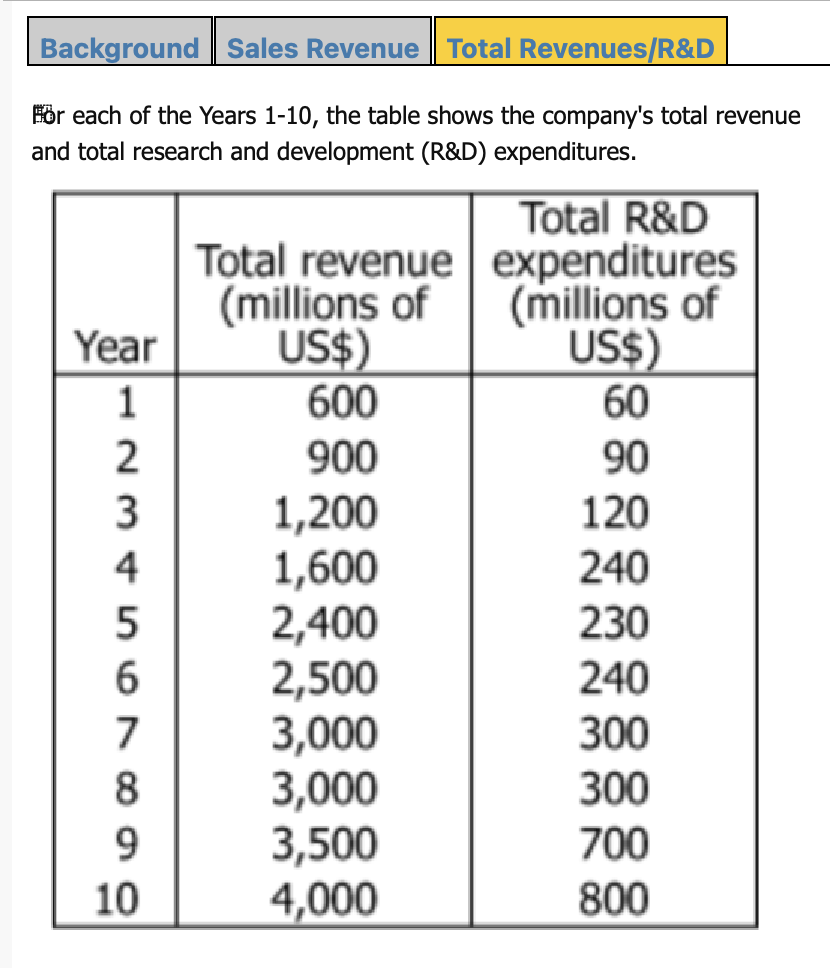 Background Sales Revenue Total Revenues/R&D
For each of the Years 1-10, the table shows the company's total revenue
and total research and development (R&D) expenditures.
Year Total revenue (millions of US$) Total R&D expenditures (millions of US$)
1 600 60
2 900 90
3 1,200 120
4 1,600 240
5 2,400 230
6 2,500 240
7 3,000 300
8 3,000 300
9 3,500 700
10 4,000 800